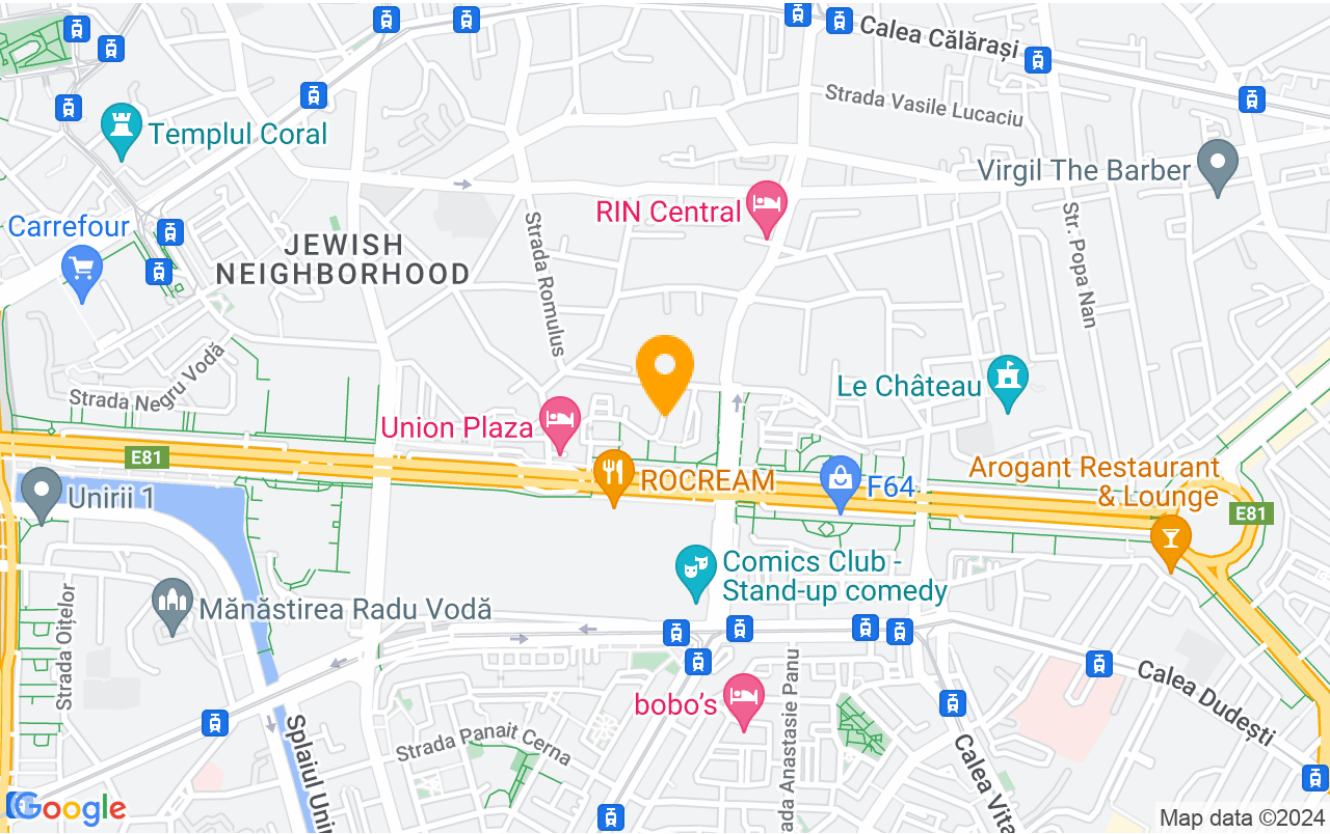 Calea Călărași
Strada Vasile Lucaciu
Templul Coral
Virgil The Barber
RIN Central
Carrefour
JEWISH
NEIGHBORHOOD
Strada Romulus
Str. Popa Nan
Strada Negru Vodă
Le Château
Union Plaza
E81
ROCREAM
F64
Arogant Restaurant
& Lounge
E81
Unirii 1
Comics Club -
Stand-up comedy
Mănăstirea Radu Vodă
Strada Oițelor
bobo's
Strada Panait Cerna
ada Anastasie Panu
Calea Dudești
Splaiul Unir
Calea Vita
Google
Map data ©2024